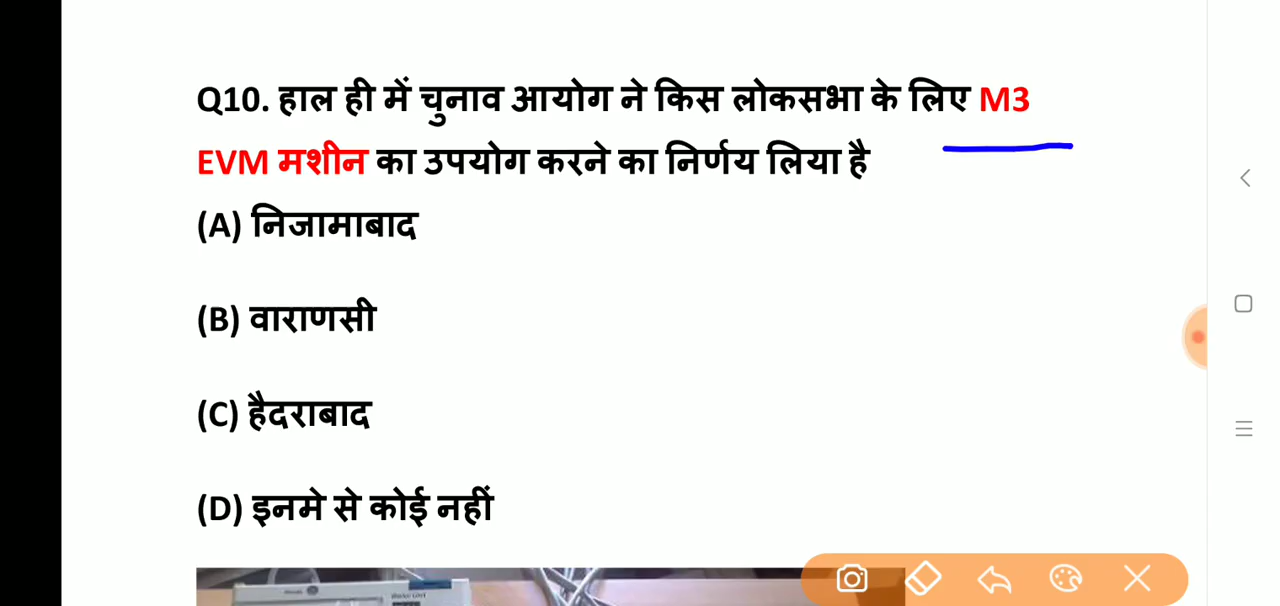 Q10. हाल ही में चुनाव आयोग ने किस लोकसभा के लिए M3
EVM मशीन का उपयोग करने का निर्णय लिया है
(A) निजामाबाद
(B) वाराणसी
(C) हैदराबाद
(D) इनमे से कोई नहीं